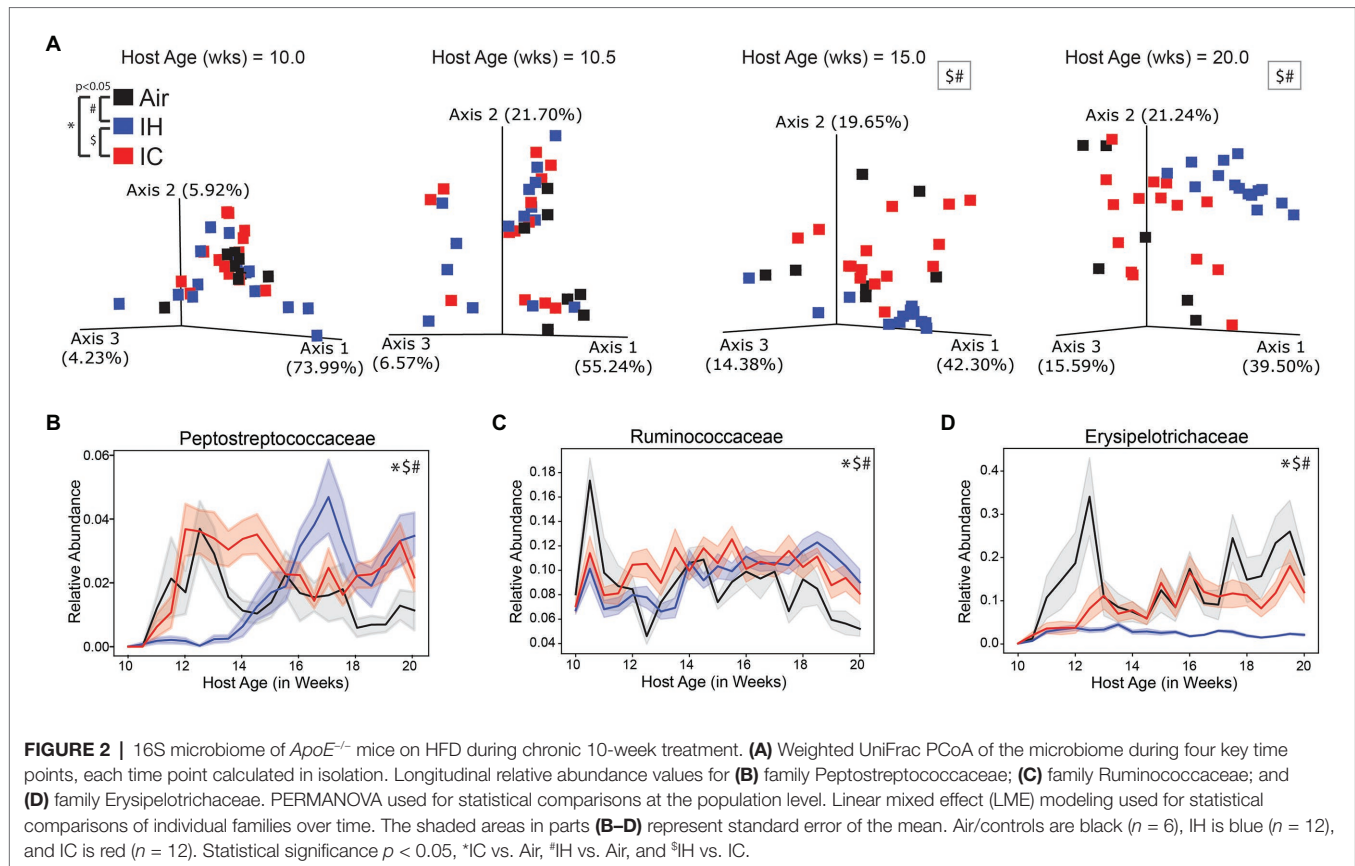 A
Host Age (wks) = 10.0
Host Age (wks) = 10.5
Host Age (wks) = 15.0
Host Age (wks) = 20.0
$#
$#
p<0.05
*
#
$
Air
IH
IC
Axis 2 (5.92%)
Axis 3
(4.23%)
Axis 1
(73.99%)
Axis 2 (21.70%)
Axis 3
(6.57%)
Axis 1
(55.24%)
Axis 2 (19.65%)
Axis 3
(14.38%)
Axis 1
(42.30%)
Axis 2 (21.24%)
Axis 3
(15.59%)
Axis 1
(39.50%)
B
Peptostreptococcaceae
*$#
Relative Abundance
0.06
0.04
0.02
0.00
10 12 14 16 18 20
Host Age (in Weeks)
C
Ruminococcaceae
*$#
Relative Abundance
0.18
0.16
0.14
0.12
0.10
0.08
0.06
0.04
10 12 14 16 18 20
Host Age (in Weeks)
D
Erysipelotrichaceae
*$#
Relative Abundance
0.4
0.3
0.2
0.1
0.0
10 12 14 16 18 20
Host Age (in Weeks)
FIGURE 2 | 16S microbiome of ApoE−/− mice on HFD during chronic 10-week treatment. (A) Weighted UniFrac PCoA of the microbiome during four key time
points, each time point calculated in isolation. Longitudinal relative abundance values for (B) family Peptostreptococcaceae; (C) family Ruminococcaceae; and
(D) family Erysipelotrichaceae. PERMANOVA used for statistical comparisons at the population level. Linear mixed effect (LME) modeling used for statistical
comparisons of individual families over time. The shaded areas in parts (B–D) represent standard error of the mean. Air/controls are black (n = 6), IH is blue (n = 12),
and IC is red (n = 12). Statistical significance p < 0.05, *IC vs. Air, #IH vs. Air, and $IH vs. IC.